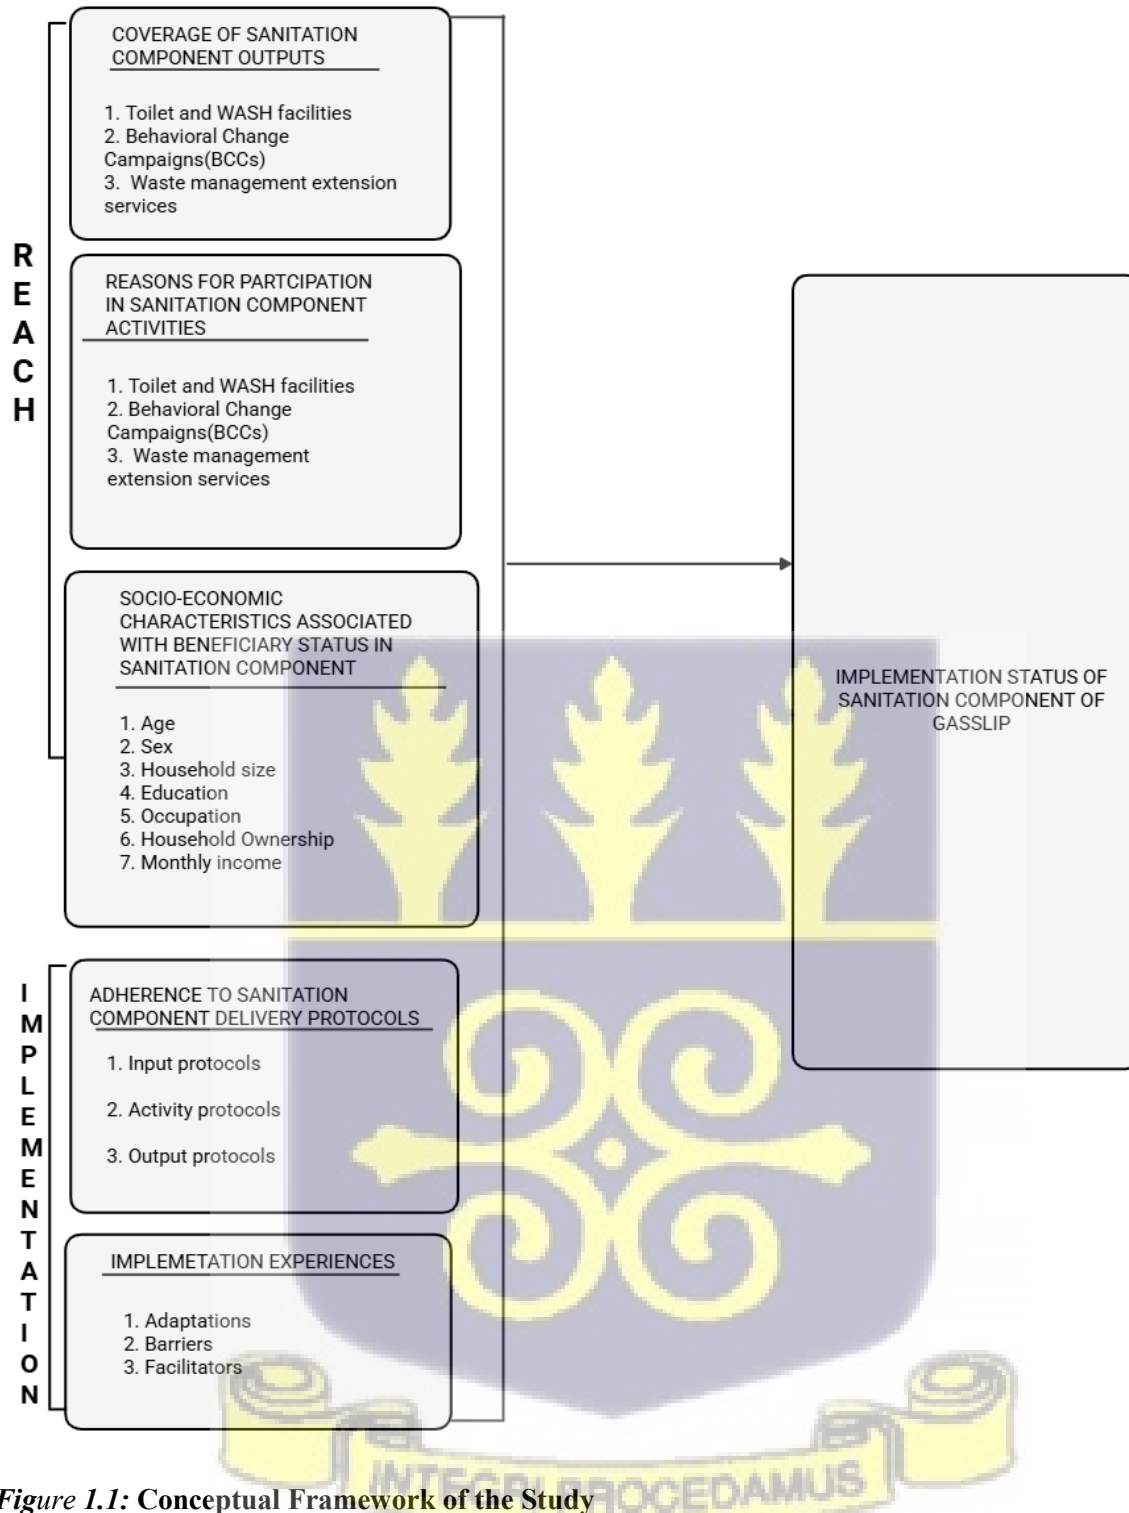 COVERAGE OF SANITATION
COMPONENT OUTPUTS
1. Toilet and WASH facilities
2. Behavioral Change
Campaigns(BCCs)
3. Waste management extension
services
REACH
REASONS FOR PARTCIPATION
IN SANITATION COMPONENT
ACTIVITIES
1. Toilet and WASH facilities
2. Behavioral Change
Campaigns(BCCs)
3. Waste management
extension services
SOCIO-ECONOMIC
CHARACTERISTICS ASSOCIATED
WITH BENEFICIARY STATUS IN
SANITATION COMPONENT
1. Age
2. Sex
3. Household size
4. Education
5. Occupation
6. Household Ownership
7. Monthly income
IMPLEMENTATION STATUS OF
SANITATION COMPONENT OF
GASSLIP
IMPLEMENTATION
ADHERENCE TO SANITATION
COMPONENT DELIVERY PROTOCOLS
1. Input protocols
2. Activity protocols
3. Output protocols
IMPLEMETATION EXPERIENCES
1. Adaptations
2. Barriers
3. Facilitators
INTEGRI PROCEDAMUS
Figure 1.1: Conceptual Framework of the Study